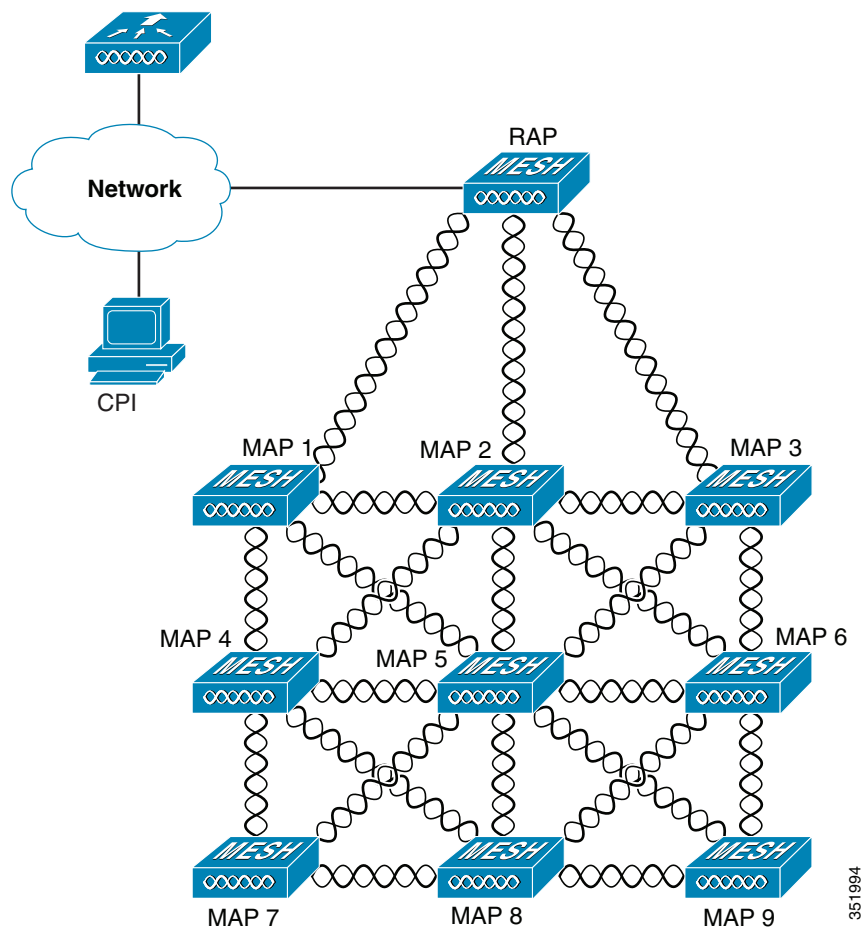 RAP
MESH
Network
CPI
MAP 1
MAP 2
MAP 3
MESH
MESH
MESH
MAP 4
MAP 5
MAP 6
MESH
MESH
MESH
MESH
MESH
MESH
MAP 7
MAP 8
MAP 9
351994